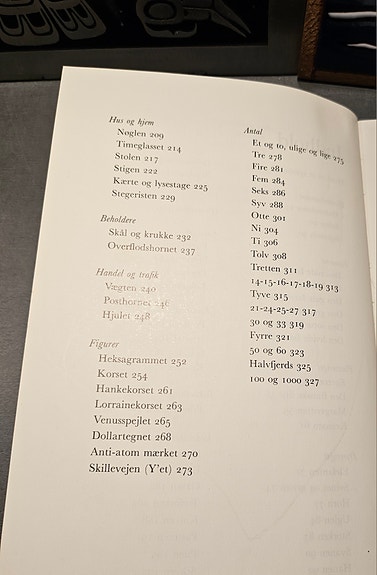 Hus og hjem
Nøglen 209
Timeglasset 214
Stolen 217
Stigen 222
Kærte og lysestage 225
Stegeristen 229
Beholdere
Skål og krukke 232
Overflodshornet 237
Handel og trafik
Vægten 240
Posthornet 246
Hjulet 248
Figurer
Heksagrammet 252
Korset 254
Hankekorset 261
Lorrainekorset 263
Venusspejlet 265
Dollartegnet 268
Anti-atom mærket 270
Skillevejen (Y'et) 273
Antal
Et og to, ulige og lige 275
Tre 278
Fire 281
Fem 284
Seks 286
Syv 288
Otte 301
Ni 304
Ti 306
Tolv 308
Tretten 311
14-15-16-17-18-19 313
Tyve 315
21-24-25-27 317
30 og 33 319
Fyrre 321
50 og 60 323
Halvfjerds 325
100 og 1000 327